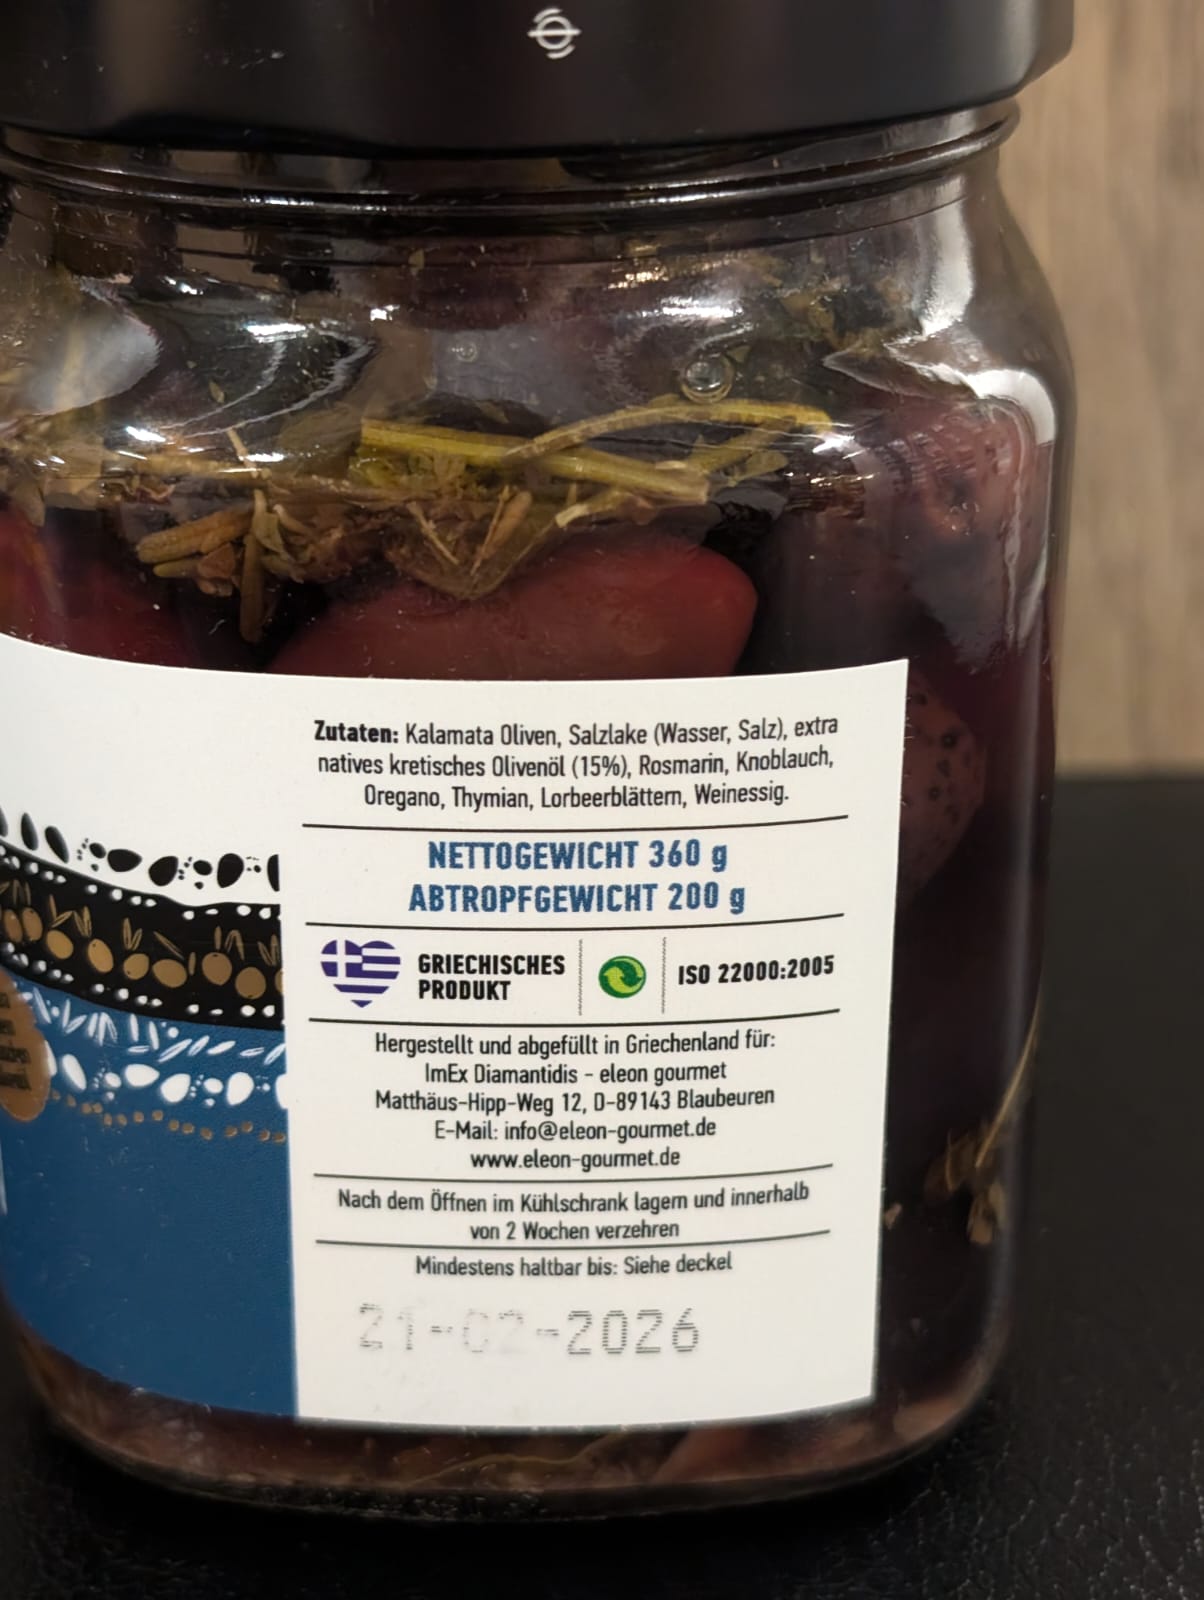 Zutaten: Kalamata Oliven, Salzlake (Wasser, Salz), extra
natives kretisches Olivenöl (15%), Rosmarin, Knoblauch,
Oregano, Thymian, Lorbeerblättern, Weinessig.
NETTOGEWICHT 360 g
ABTROPFGEWICHT 200 g
GRIECHISCHES
PRODUKT
ISO 22000:2005
Hergestellt und abgefüllt in Griechenland für:
ImEx Diamantidis - eleon gourmet
Matthäus-Hipp-Weg 12, D-89143 Blaubeuren
E-Mail: info@eleon-gourmet.de
www.eleon-gourmet.de
Nach dem Öffnen im Kühlschrank lagern und innerhalb
von 2 Wochen verzehren
Mindestens haltbar bis: Siehe deckel
21-02-2026